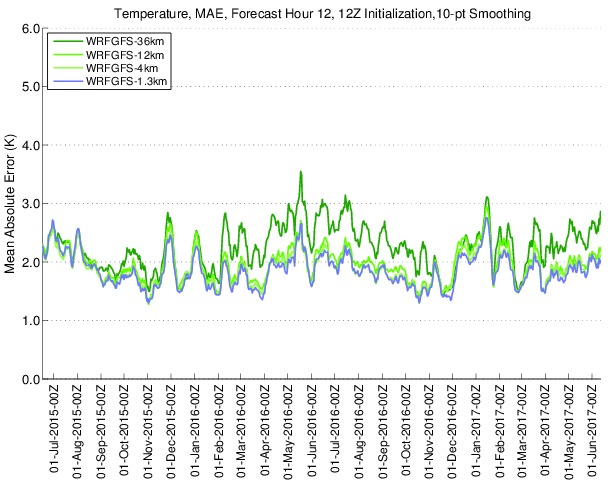 Temperature, MAE, Forecast Hour 12, 12Z Initialization,10-pt Smoothing
6.0
WRFGFS-36km
WRFGFS-12km
WRFGFS-4km
WRFGFS-1.3km
5.0
4.0
3.0
2.0
1.0
0.0
Mean Absolute Error (K)
01-Jul-2015-00Z
01-Aug-2015-00Z
01-Sep-2015-00Z
01-Oct-2015-00Z
01-Nov-2015-00Z
01-Dec-2015-00Z
01-Jan-2016-00Z
01-Feb-2016-00Z
01-Mar-2016-00Z
01-Apr-2016-00Z
01-May-2016-00Z
01-Jun-2016-00Z
01-Jul-2016-00Z
01-Aug-2016-00Z
01-Sep-2016-00Z
01-Oct-2016-00Z
01-Nov-2016-00Z
01-Dec-2016-00Z
01-Jan-2017-00Z
01-Feb-2017-00Z
01-Mar-2017-00Z
01-Apr-2017-00Z
01-May-2017-00Z
01-Jun-2017-00Z